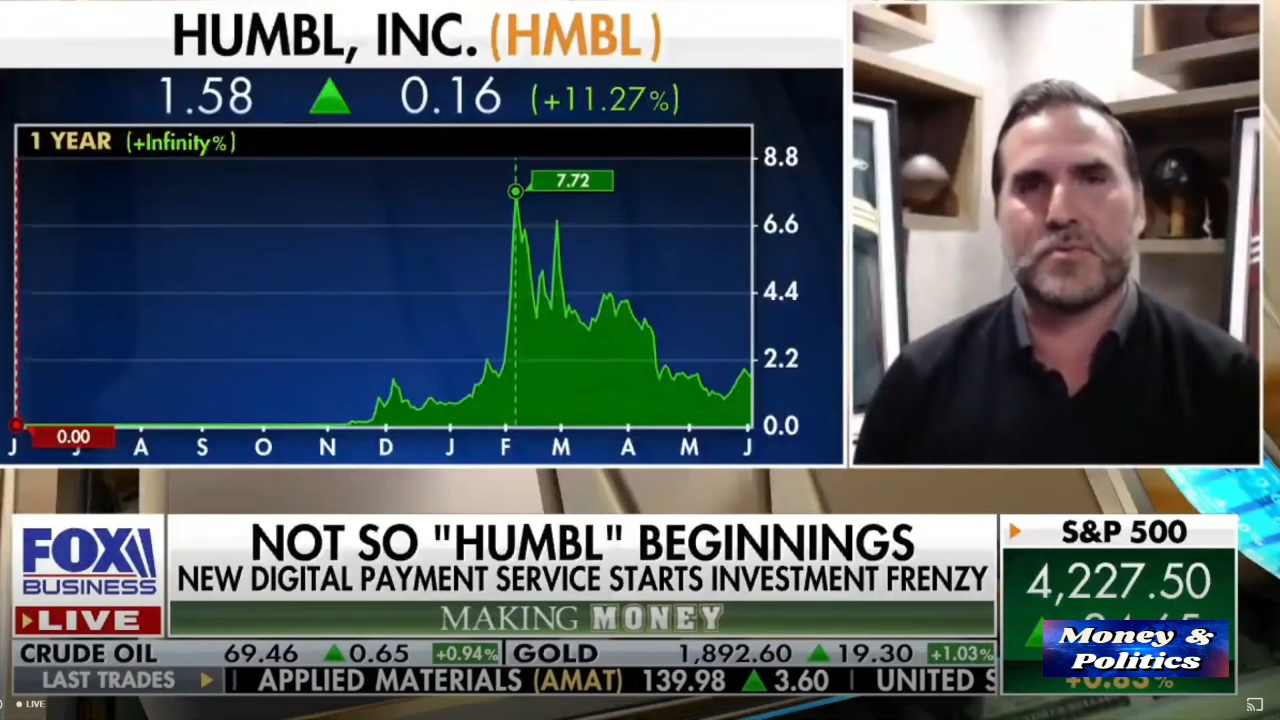 HUMBL, INC. (HMBL)
1.58 ▲ 0.16 (+11.27%)
1 YEAR (+Infinity%)
8.8
7.72
6.6
4.4
2.2
0.0
0.00
J J A S O N D J F M A M J
FOX
BUSINESS
LIVE
NOT SO "HUMBL" BEGINNINGS
NEW DIGITAL PAYMENT SERVICE STARTS INVESTMENT FRENZY
MAKING MONEY
S&P 500
4,227.50
Money &
Politics
CRUDE OIL 69.46 ▲ 0.65 +0.94% GOLD 1,892.60 ▲ 19.30 +1.03%
LAST TRADES APPLIED MATERIALS (AMAT) 139.98 ▲ 3.60 UNITED S
LIVE